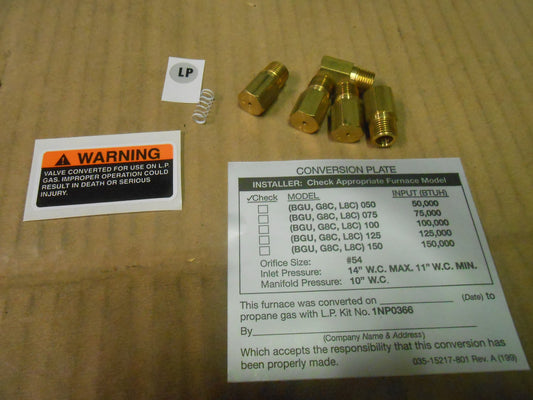 LP
WARNING
VALVE CONVERTED FOR USE ON L.P.
GAS. IMPROPER OPERATION COULD
RESULT IN DEATH OR SERIOUS
INJURY.
CONVERSION PLATE
INSTALLER: Check Appropriate Furnace Model
✓Check MODEL INPUT (BTUH)
(BGU, G8C, L8C) 050 50,000
(BGU, G8C, L8C) 075 75,000
(BGU, G8C, L8C) 100 100,000
(BGU, G8C, L8C) 125 125,000
(BGU, G8C, L8C) 150 150,000
Orifice Size: #54
Inlet Pressure: 14" W.C. MAX. 11" W.C. MIN.
Manifold Pressure: 10" W.C.
This furnace was converted on (Date) to
propane gas with L.P. Kit No. 1NP0366
By
(Company Name & Address)
Which accepts the responsibility that this conversion has
been properly made. 035-15217-801 Rev. A (199)